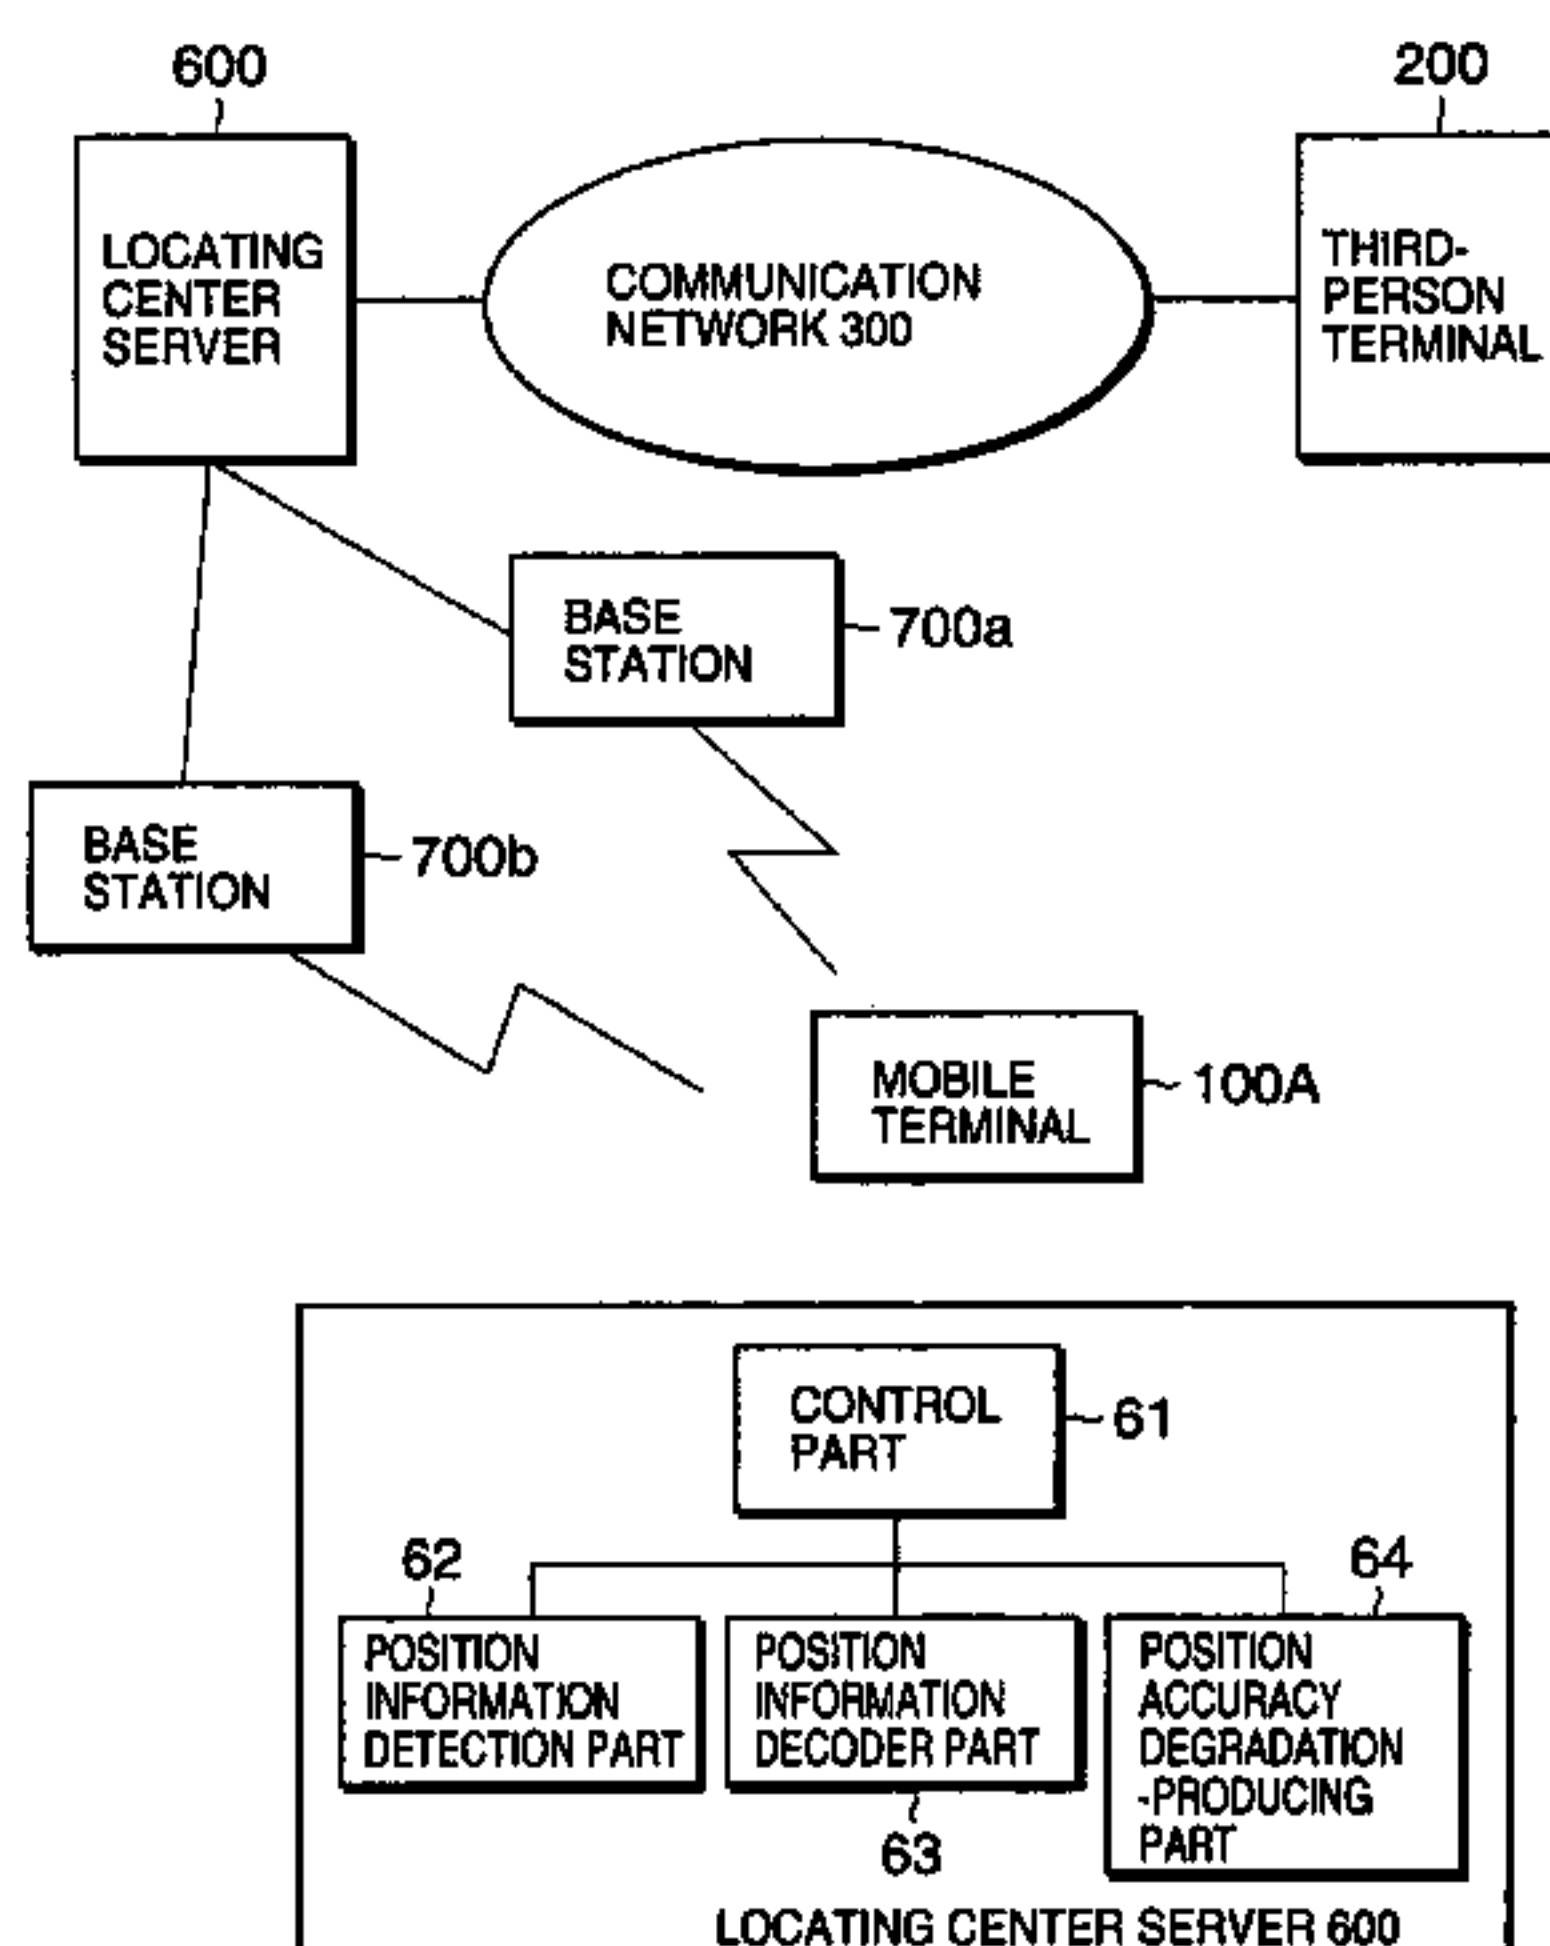 600
200
LOCATING
CENTER
SERVER
COMMUNICATION
NETWORK 300
THIRD-
PERSON
TERMINAL
BASE
STATION
700a
BASE
STATION
700b
MOBILE
TERMINAL
100A
CONTROL
PART
61
62
64
POSITION
INFORMATION
DETECTION PART
POSITION
INFORMATION
DECODER PART
POSITION
ACCURACY
DEGRADATION
-PRODUCING
PART
63
LOCATING CENTER SERVER 600